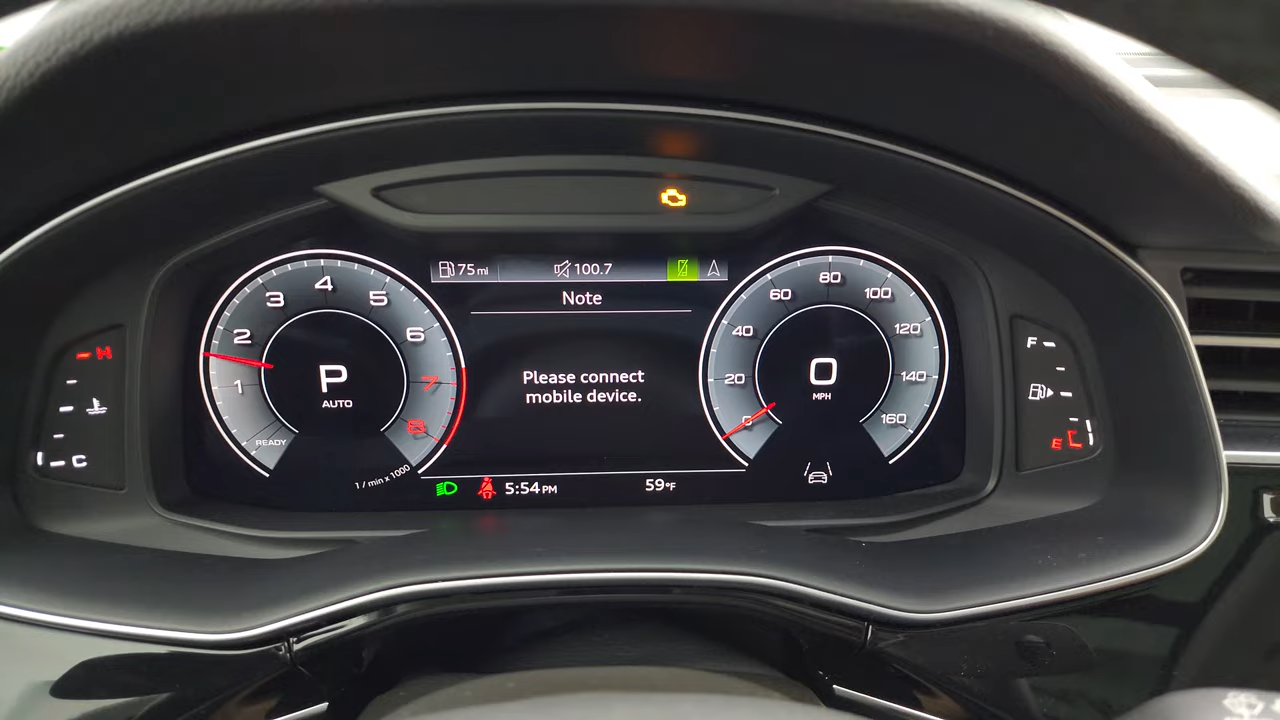 75 mi
100.7
Note
Please connect
mobile device.
1
2
3
4
5
6
7
8
READY
1 / min x 1000
P
AUTO
0
20
40
60
80
100
120
140
160
0
MPH
5:54 PM
59°F
H
C
F
E